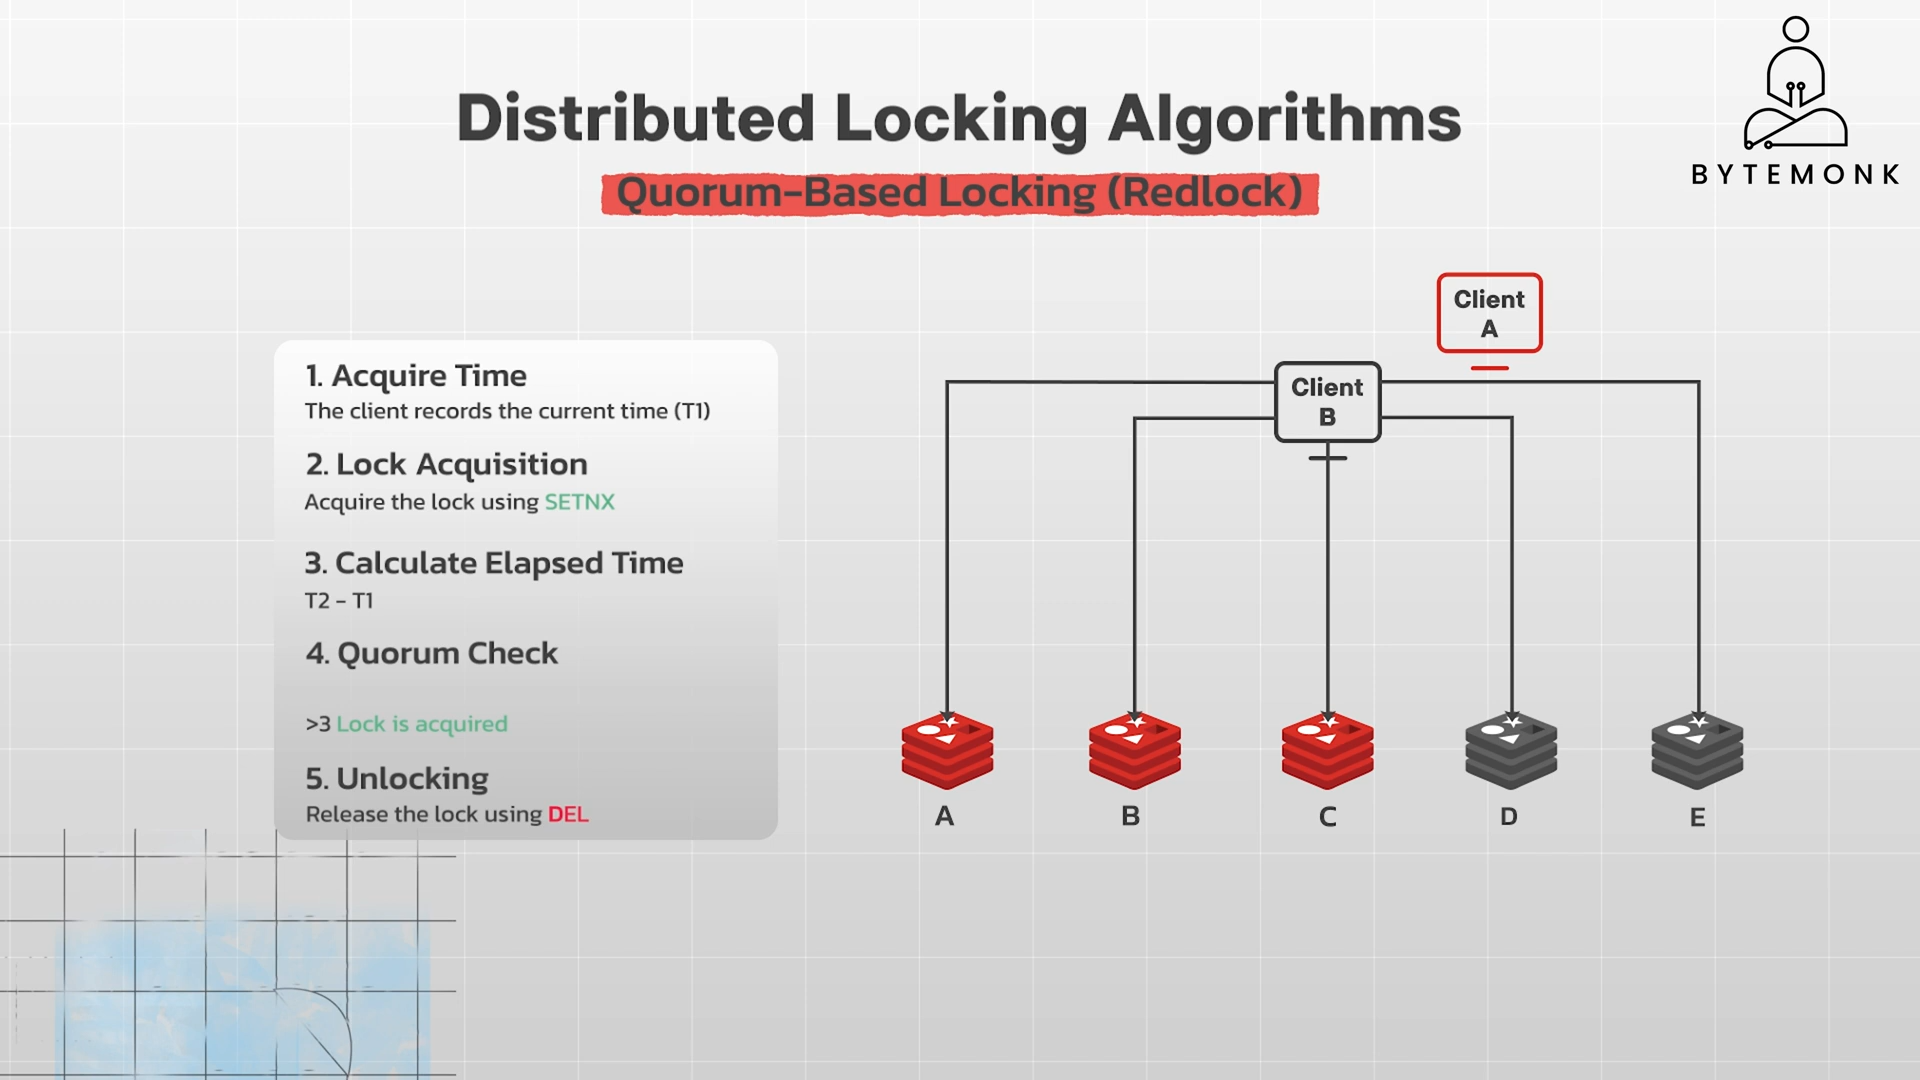 BYTEMONK
Distributed Locking Algorithms
Quorum-Based Locking (Redlock)
1. Acquire Time
The client records the current time (T1)
2. Lock Acquisition
Acquire the lock using SETNX
3. Calculate Elapsed Time
T2 - T1
4. Quorum Check
>3 Lock is acquired
5. Unlocking
Release the lock using DEL
Client
A
Client
B
A
B
C
D
E